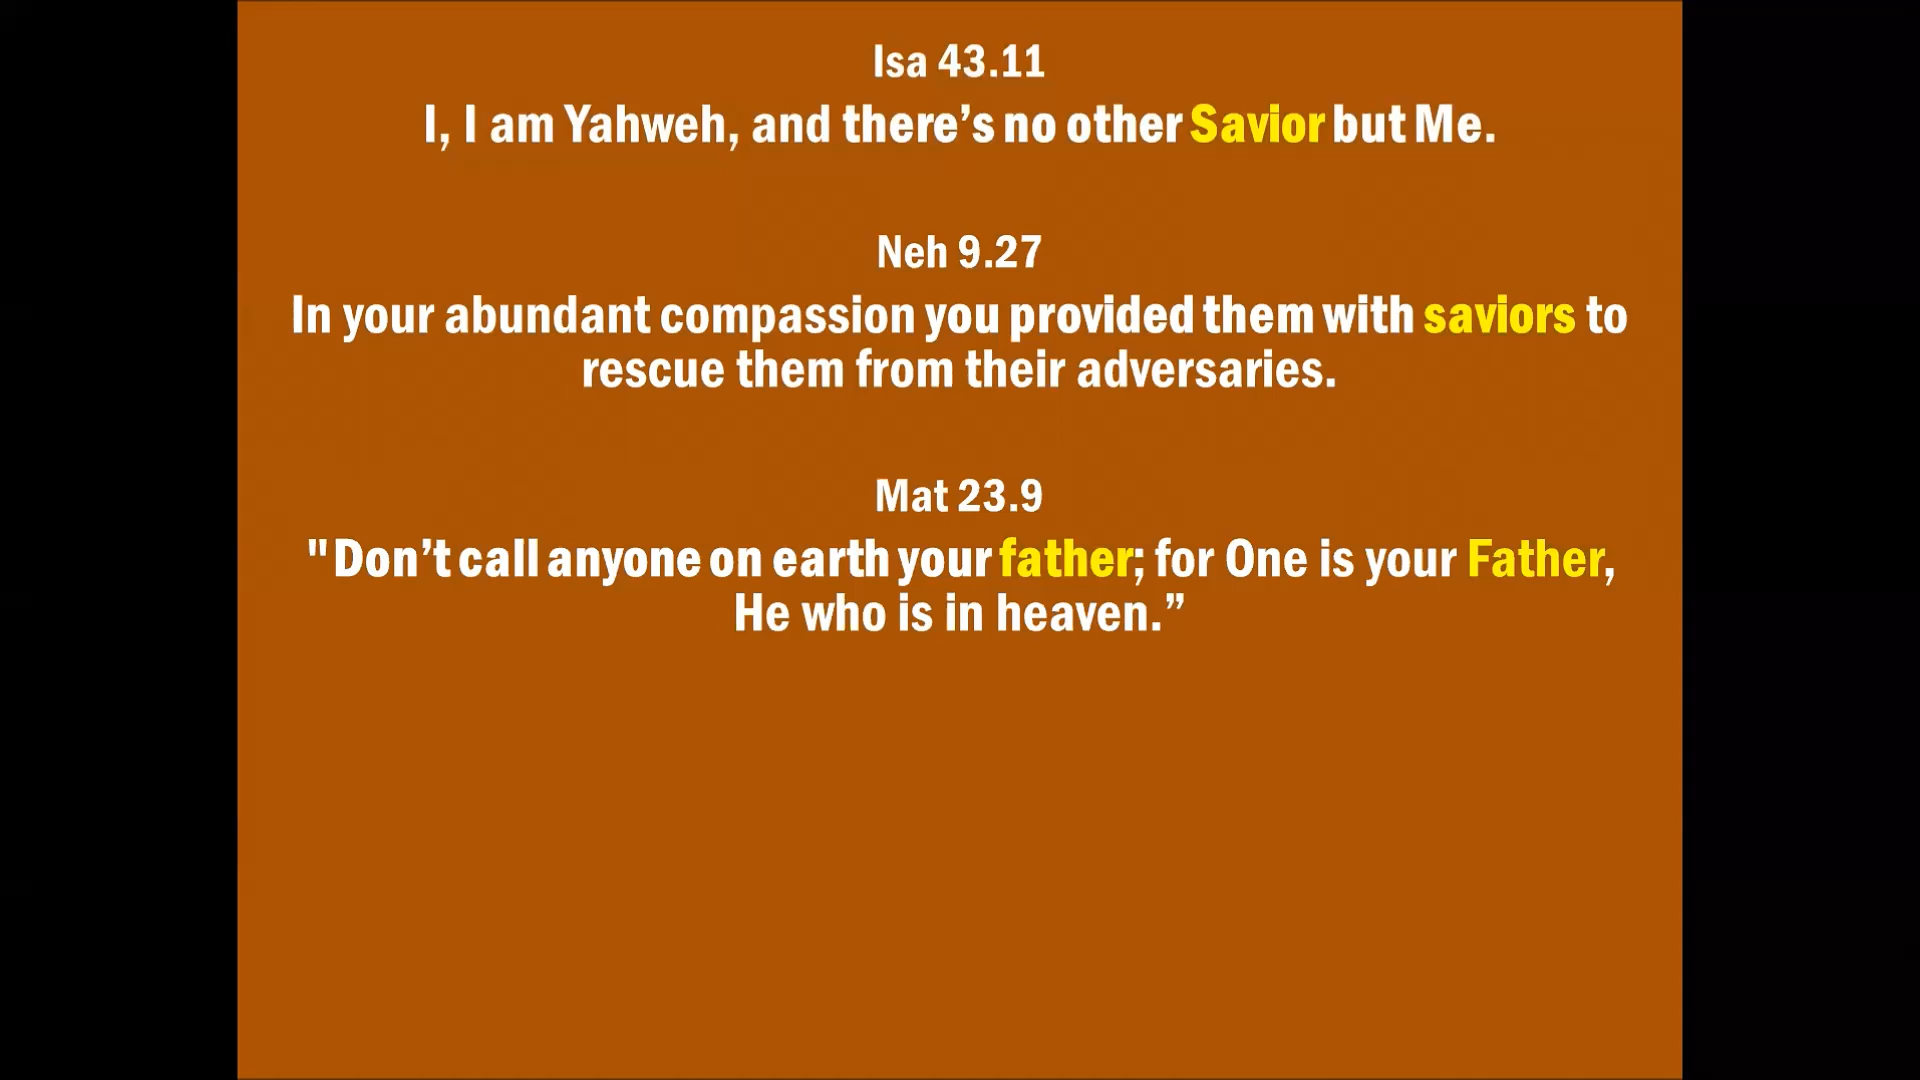 Isa 43.11
I, I am Yahweh, and there’s no other Savior but Me.
Neh 9.27
In your abundant compassion you provided them with saviors to
rescue them from their adversaries.
Mat 23.9
"Don’t call anyone on earth your father; for One is your Father,
He who is in heaven.”